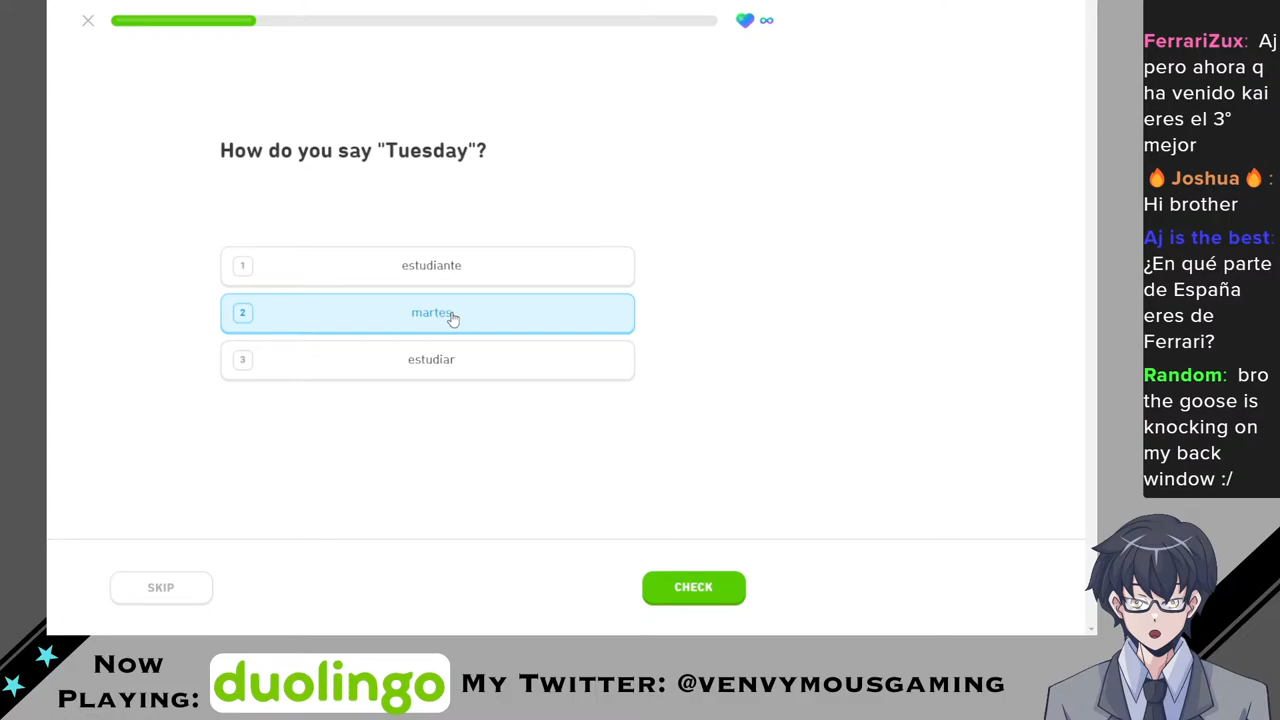 How do you say "Tuesday"?
1 estudiante
2 martes
3 estudiar
SKIP
CHECK
FerrariZux: Aj
pero ahora q
ha venido kai
eres el 3°
mejor
🔥 Joshua 🔥 :
Hi brother
Aj is the best:
¿En qué parte
de España
eres de
Ferrari?
Random: bro
the goose is
knocking on
my back
window :/
Now
Playing:
duolingo
My Twitter: @venvymousgaming